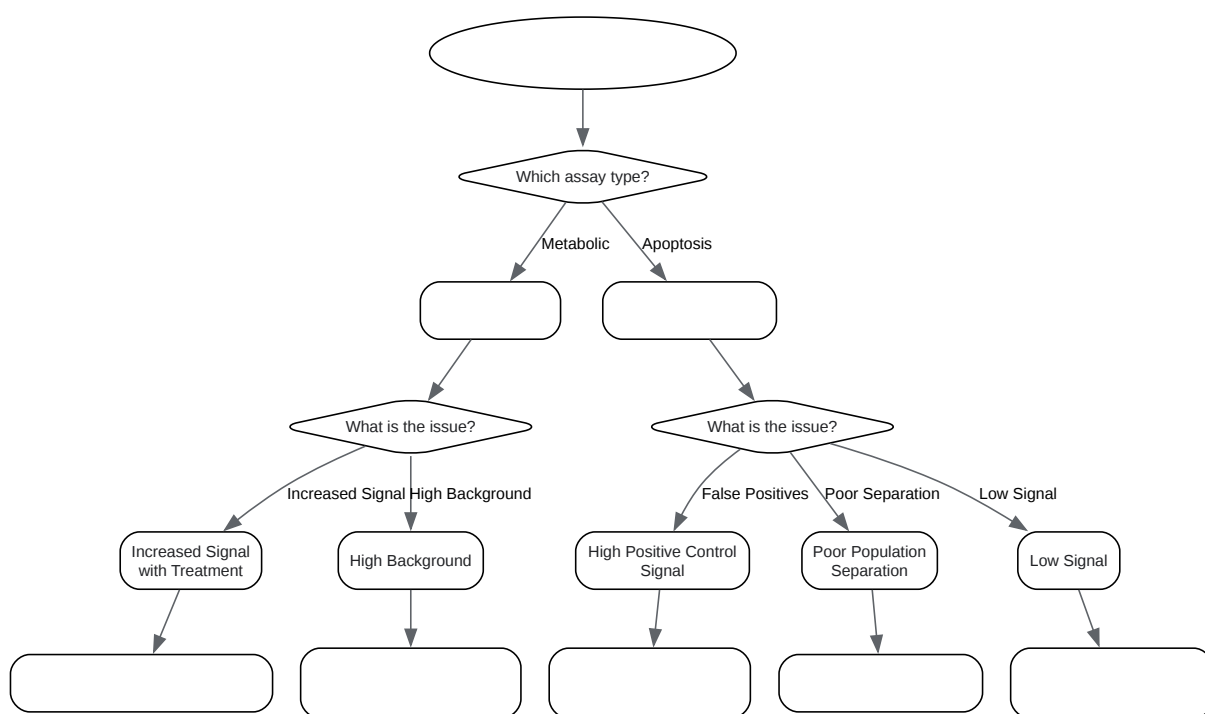 Which assay type?
Metabolic
Apoptosis
What is the issue?
What is the issue?
Increased Signal
High Background
False Positives
Poor Separation
Low Signal
Increased Signal
with Treatment
High Background
High Positive Control
Signal
Poor Population
Separation
Low Signal